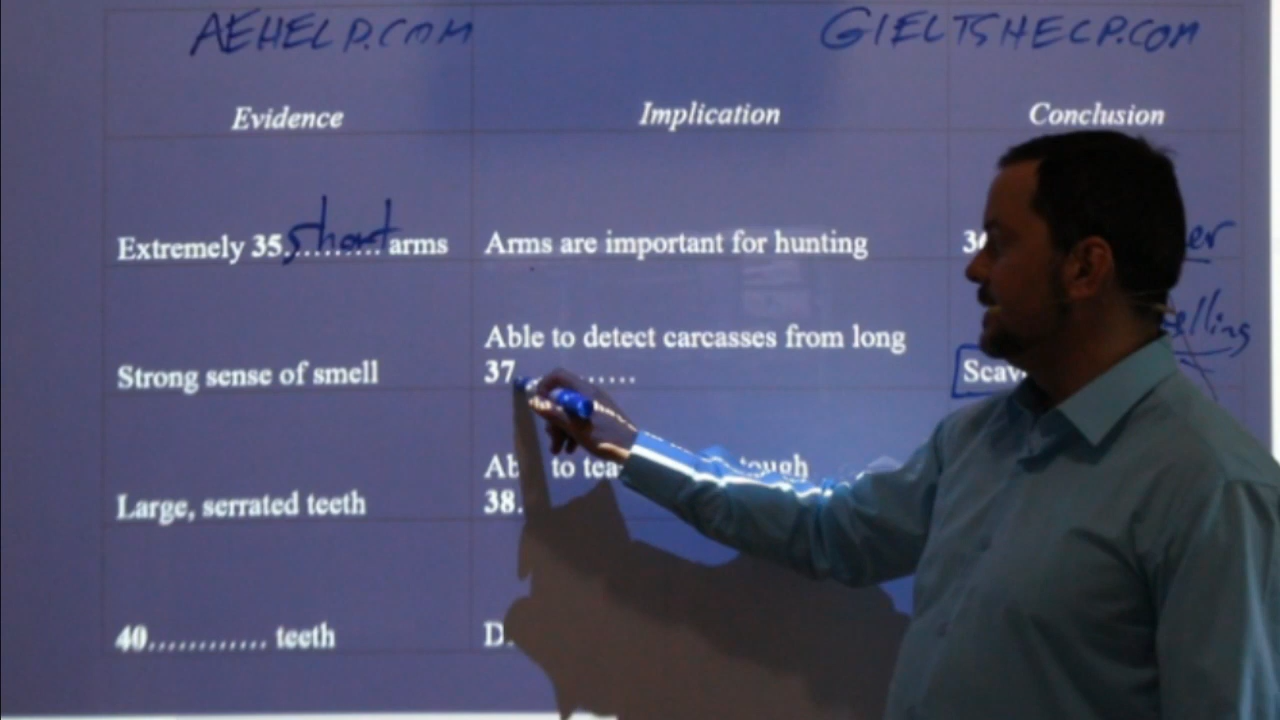 AEHELP.COM
GIELTSHELP.COM
Evidence
Implication
Conclusion
Extremely 35.short......... arms
Arms are important for hunting
Able to detect carcasses from long
Strong sense of smell
37
to
Large, serrated teeth
38.
40............ teeth